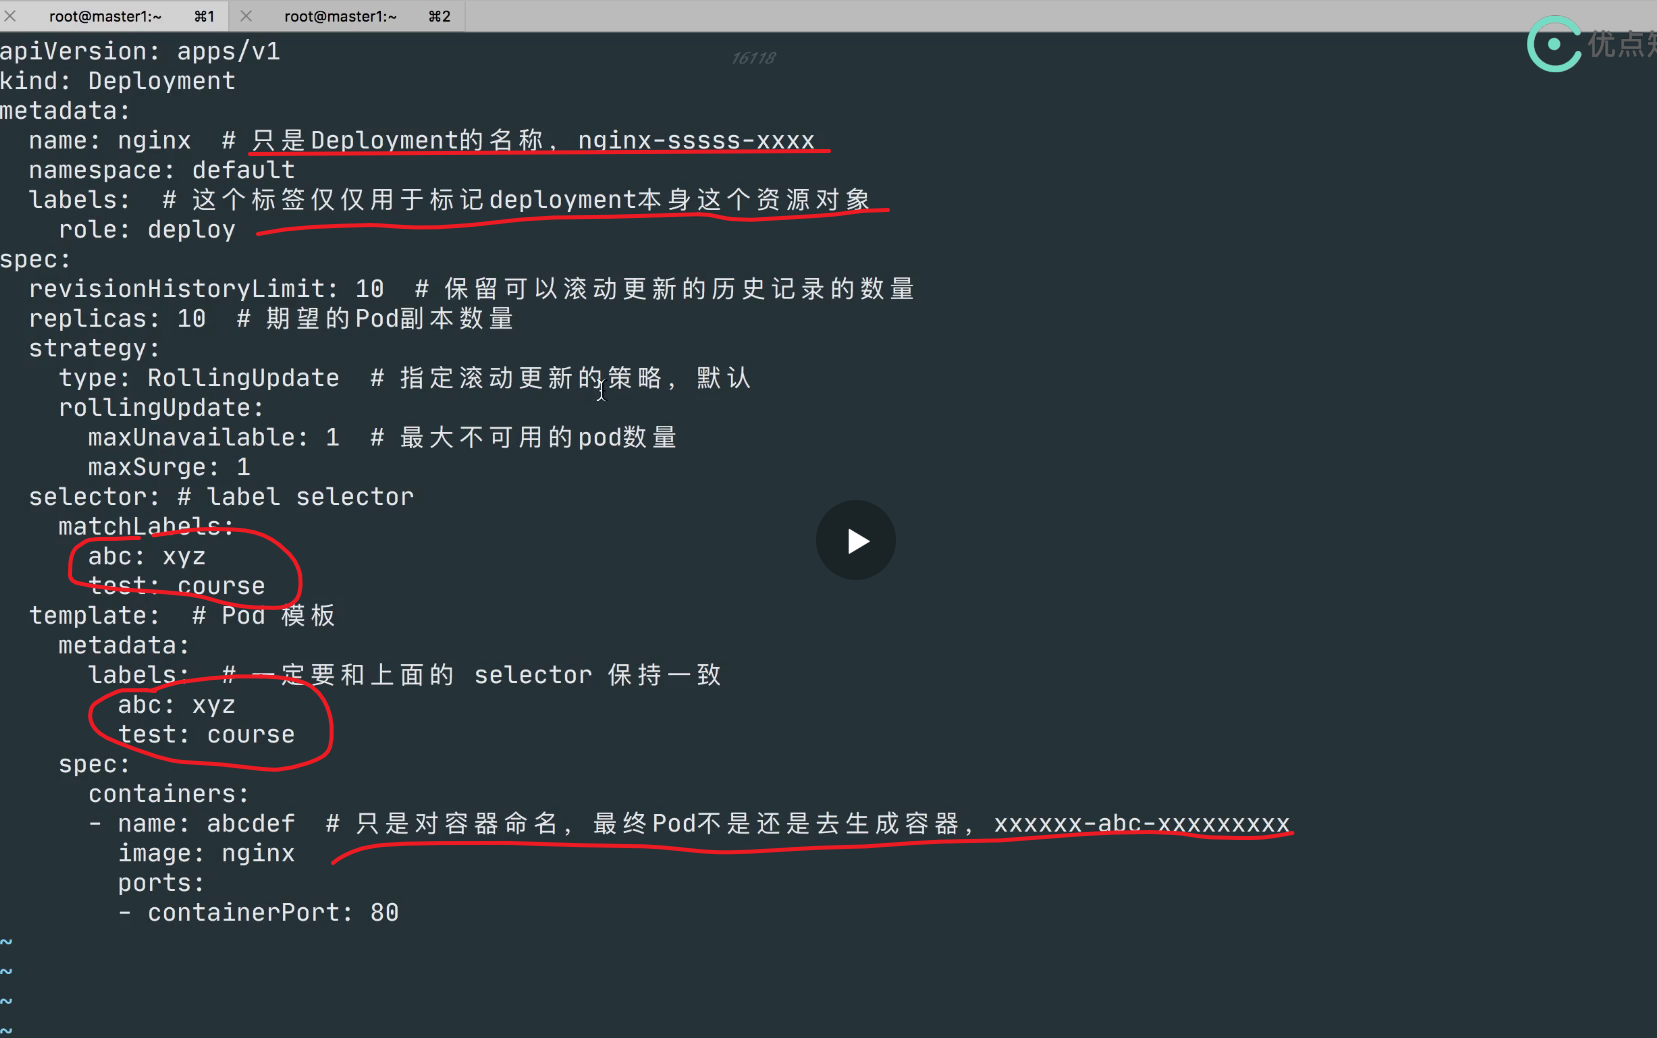 root@master1:~ ⌘1 root@master1:~ ⌘2
16118
优点知
apiVersion: apps/v1
kind: Deployment
metadata:
  name: nginx  # 只是Deployment的名称, nginx-sssss-xxxx
  namespace: default
  labels:  # 这个标签仅仅用于标记deployment本身这个资源对象
    role: deploy
spec:
  revisionHistoryLimit: 10  # 保留可以滚动更新的历史记录的数量
  replicas: 10  # 期望的Pod副本数量
  strategy:
    type: RollingUpdate  # 指定滚动更新的策略, 默认
    rollingUpdate:
      maxUnavailable: 1  # 最大不可用的pod数量
      maxSurge: 1
  selector: # label selector
    matchLabels:
      abc: xyz
      test: course
  template:  # Pod 模板
    metadata:
      labels:  # 一定要和上面的 selector 保持一致
        abc: xyz
        test: course
    spec:
      containers:
      - name: abcdef  # 只是对容器命名, 最终Pod不是还是去生成容器, xxxxxx-abc-xxxxxxxxx
        image: nginx
        ports:
        - containerPort: 80
~
~
~
~